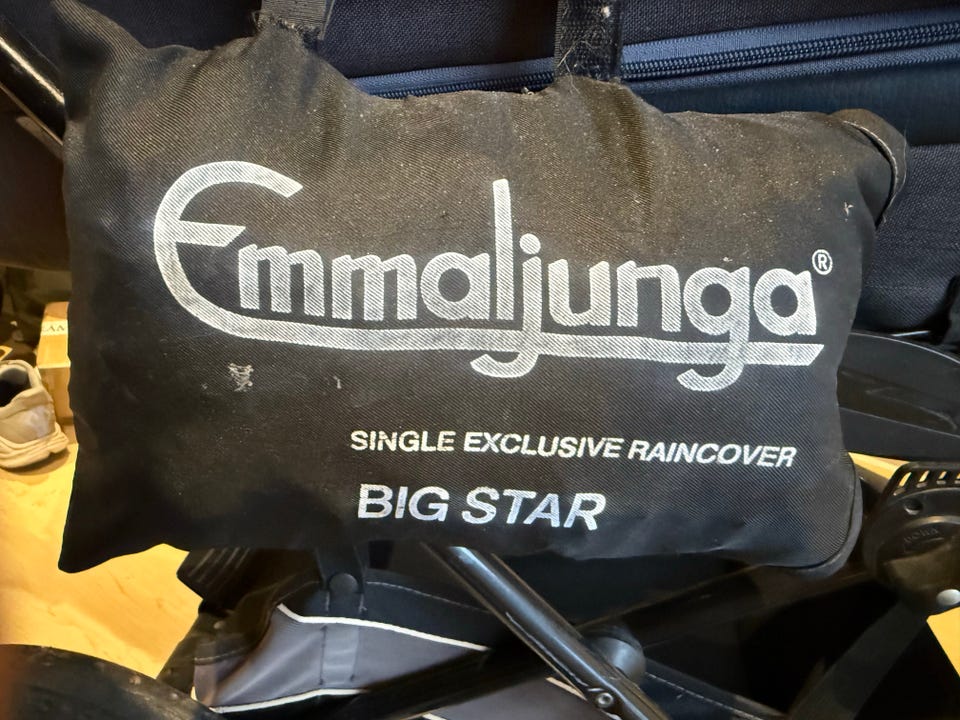 Emmaljunga®
SINGLE EXCLUSIVE RAINCOVER
BIG STAR